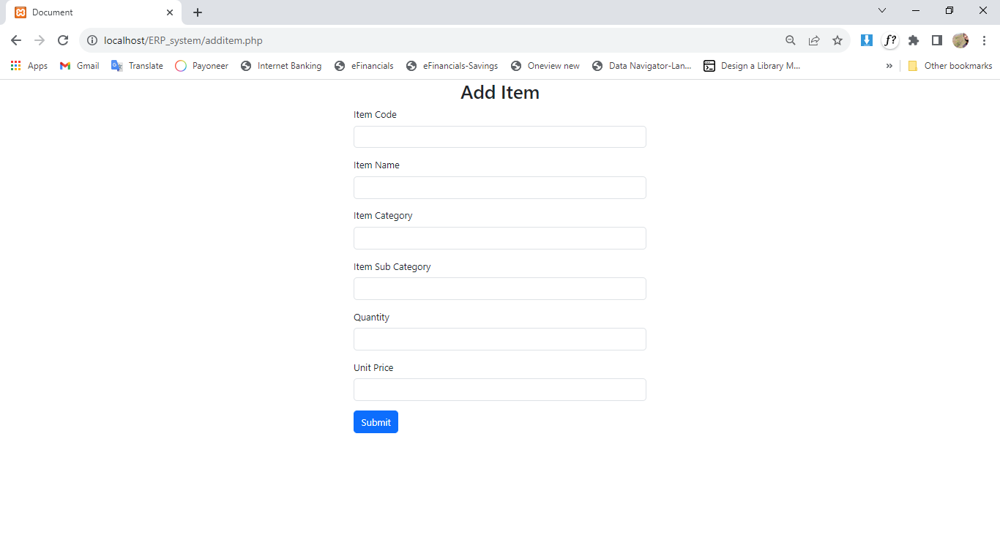 Document
localhost/ERP_system/additem.php
f?
Apps Gmail Translate Payoneer Internet Banking eFinancials eFinancials-Savings Oneview new Data Navigator-Lan... Design a Library M... » Other bookmarks
Add Item
Item Code
Item Name
Item Category
Item Sub Category
Quantity
Unit Price
Submit